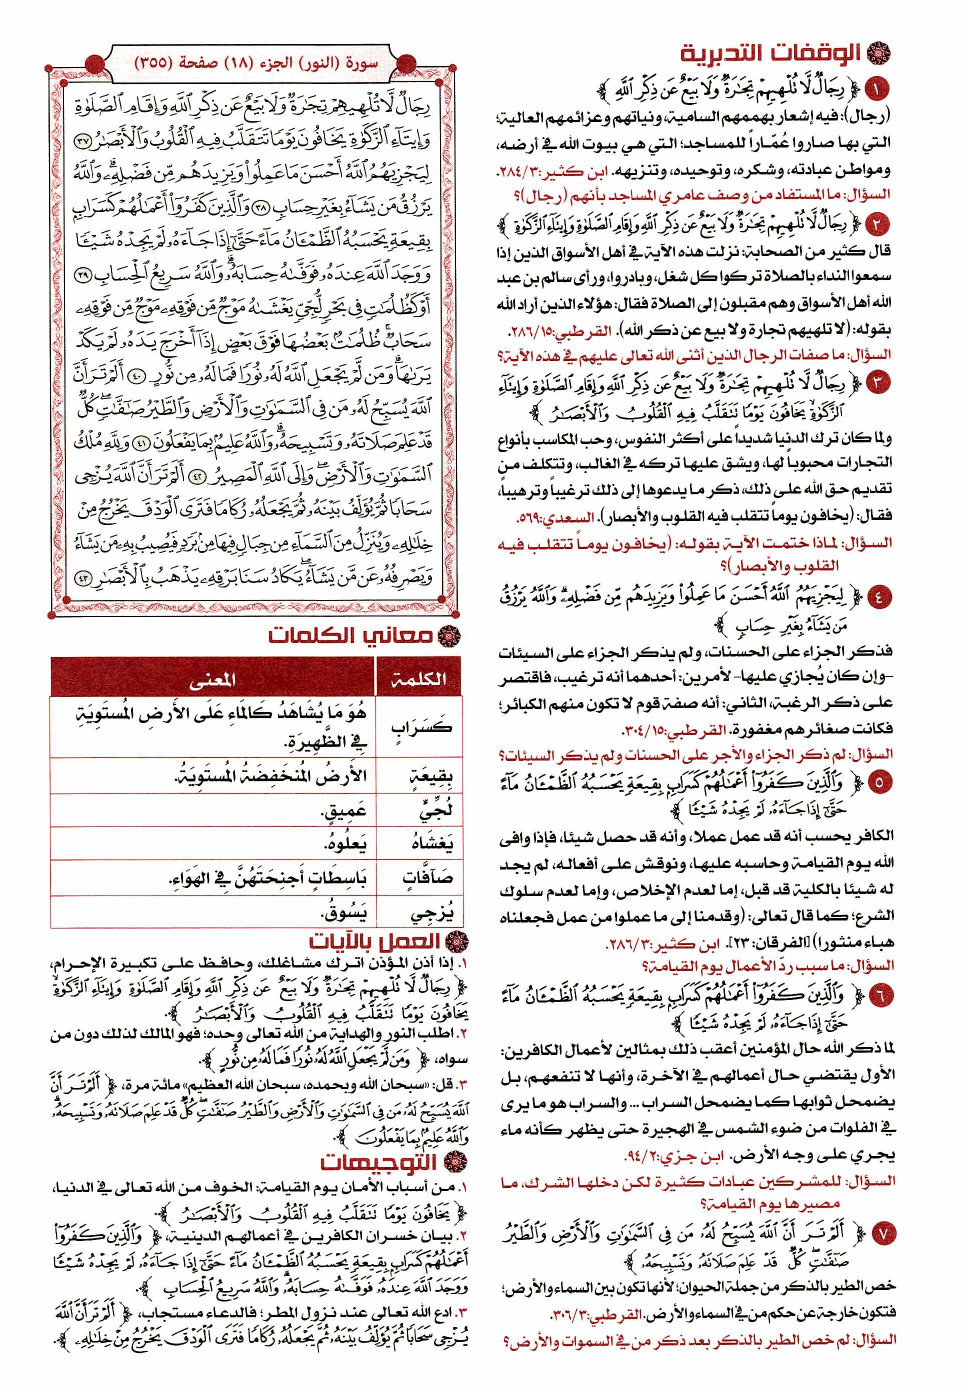 الوقفات التدبرية
١ ﴿ رِجَالٌ لَّا تُلْهِيهِمْ تِجَارَةٌ وَلَا بَيْعٌ عَن ذِكْرِ اللَّهِ ﴾
(رجال): فيه إشعار بهممهم السامية، ونياتهم وعزائمهم العالية؛
التي بها صاروا عُمّاراً للمساجد؛ التي هي بيوت الله في أرضه،
ومواطن عبادته، وشكره، وتوحيده، وتنزيهه. ابن كثير:٢٨٤/٣.
السؤال: ما المستفاد من وصف عامري المساجد بأنهم (رجال)؟
٢ ﴿ رِجَالٌ لَّا تُلْهِيهِمْ تِجَارَةٌ وَلَا بَيْعٌ عَن ذِكْرِ اللَّهِ وَإِقَامِ الصَّلَوٰةِ وَإِيتَاءِ الزَّكَوٰةِ ﴾
قال كثير من الصحابة: نزلت هذه الآية في أهل الأسواق الذين إذا
سمعوا النداء بالصلاة تركوا كل شغل، وبادروا، ورأى سالم بن عبد
الله أهل الأسواق وهم مقبلون إلى الصلاة فقال: هؤلاء الذين أراد الله
بقوله: (لا تلهيهم تجارة ولا بيع عن ذكر الله). القرطبي:٢٨٦/١٥.
السؤال: ما صفات الرجال الذين أثنى الله تعالى عليهم في هذه الآية؟
٣ ﴿ رِجَالٌ لَّا تُلْهِيهِمْ تِجَارَةٌ وَلَا بَيْعٌ عَن ذِكْرِ اللَّهِ وَإِقَامِ الصَّلَوٰةِ وَإِيتَاءِ
الزَّكَوٰةِ يَخَافُونَ يَوْمًا تَتَقَلَّبُ فِيهِ الْقُلُوبُ وَالْأَبْصَارُ ﴾
ولما كان ترك الدنيا شديداً على أكثر النفوس، وحب المكاسب بأنواع
التجارات محبوباً لها، ويشق عليها تركه في الغالب، وتتكلف من
تقديم حق الله على ذلك، ذكر ما يدعوها إلى ذلك ترغيباً وترهيباً،
فقال: (يخافون يوماً تتقلب فيه القلوب والأبصار). السعدي:٥٦٩.
السؤال: لماذا ختمت الآية بقوله: (يخافون يوماً تتقلب فيه
القلوب والأبصار)؟
٤ ﴿ لِيَجْزِيَهُمُ اللَّهُ أَحْسَنَ مَا عَمِلُوا وَيَزِيدَهُم مِّن فَضْلِهِ وَاللَّهُ يَرْزُقُ
مَن يَشَاءُ بِغَيْرِ حِسَابٍ ﴾
فذكر الجزاء على الحسنات، ولم يذكر الجزاء على السيئات
-وإن كان يُجازي عليها- لأمرين: أحدهما أنه ترغيب، فاقتصر
على ذكر الرغبة، الثاني: أنه صفة قوم لا تكون منهم الكبائر؛
فكانت صغائرهم مغفورة. القرطبي:٣٠٤/١٥.
السؤال: لم ذكر الجزاء والأجر على الحسنات ولم يذكر السيئات؟
٥ ﴿ وَالَّذِينَ كَفَرُوا أَعْمَالُهُمْ كَسَرَابٍ بِقِيعَةٍ يَحْسَبُهُ الظَّمْآنُ مَاءً
حَتَّىٰ إِذَا جَاءَهُ لَمْ يَجِدْهُ شَيْئًا ﴾
الكافر يحسب أنه قد عمل عملا، وأنه قد حصل شيئا، فإذا وافى
الله يوم القيامة وحاسبه عليها، ونوقش على أفعاله، لم يجد
له شيئا بالكلية قد قبل، إما لعدم الإخلاص، وإما لعدم سلوك
الشرع؛ كما قال تعالى: (وقدمنا إلى ما عملوا من عمل فجعلناه
هباء منثورا) [الفرقان: ٢٣]. ابن كثير:٢٨٦/٣.
السؤال: ما سبب ردّ الأعمال يوم القيامة؟
٦ ﴿ وَالَّذِينَ كَفَرُوا أَعْمَالُهُمْ كَسَرَابٍ بِقِيعَةٍ يَحْسَبُهُ الظَّمْآنُ مَاءً
حَتَّىٰ إِذَا جَاءَهُ لَمْ يَجِدْهُ شَيْئًا ﴾
لما ذكر الله حال المؤمنين أعقب ذلك بمثالين لأعمال الكافرين:
الأول يقتضي حال أعمالهم في الآخرة، وأنها لا تنفعهم، بل
يضمحل ثوابها كما يضمحل السراب ... والسراب هو ما يرى
في الفلوات من ضوء الشمس في الهجيرة حتى يظهر كأنه ماء
يجري على وجه الأرض. ابن جزي:٩٤/٢.
السؤال: للمشركين عبادات كثيرة لكن دخلها الشرك، ما
مصيرها يوم القيامة؟
٧ ﴿ أَلَمْ تَرَ أَنَّ اللَّهَ يُسَبِّحُ لَهُ مَن فِي السَّمَاوَاتِ وَالْأَرْضِ وَالطَّيْرُ
صَافَّاتٍ كُلٌّ قَدْ عَلِمَ صَلَاتَهُ وَتَسْبِيحَهُ ﴾
خص الطير بالذكر من جملة الحيوان؛ لأنها تكون بين السماء والأرض؛
فتكون خارجة عن حكم من في السماء والأرض. القرطبي:٣٠٦/٣.
السؤال: لم خص الطير بالذكر بعد ذكر من في السموات والأرض؟
سورة (النور) الجزء (١٨) صفحة (٣٥٥)
رِجَالٌ لَّا تُلْهِيهِمْ تِجَارَةٌ وَلَا بَيْعٌ عَن ذِكْرِ اللَّهِ وَإِقَامِ الصَّلَوٰةِ
وَإِيتَاءِ الزَّكَوٰةِ يَخَافُونَ يَوْمًا تَتَقَلَّبُ فِيهِ الْقُلُوبُ وَالْأَبْصَارُ ٣٧
لِيَجْزِيَهُمُ اللَّهُ أَحْسَنَ مَا عَمِلُوا وَيَزِيدَهُم مِّن فَضْلِهِ وَاللَّهُ
يَرْزُقُ مَن يَشَاءُ بِغَيْرِ حِسَابٍ ٣٨ وَالَّذِينَ كَفَرُوا أَعْمَالُهُمْ كَسَرَابٍ
بِقِيعَةٍ يَحْسَبُهُ الظَّمْآنُ مَاءً حَتَّىٰ إِذَا جَاءَهُ لَمْ يَجِدْهُ شَيْئًا
وَوَجَدَ اللَّهَ عِندَهُ فَوَفَّاهُ حِسَابَهُ وَاللَّهُ سَرِيعُ الْحِسَابِ ٣٩
أَوْ كَظُلُمَاتٍ فِي بَحْرٍ لُّجِّيٍّ يَغْشَاهُ مَوْجٌ مِّن فَوْقِهِ مَوْجٌ مِّن فَوْقِهِ
سَحَابٌ ظُلُمَاتٌ بَعْضُهَا فَوْقَ بَعْضٍ إِذَا أَخْرَجَ يَدَهُ لَمْ يَكَدْ
يَرَاهَا وَمَن لَّمْ يَجْعَلِ اللَّهُ لَهُ نُورًا فَمَا لَهُ مِن نُّورٍ ٤٠ أَلَمْ تَرَ أَنَّ
اللَّهَ يُسَبِّحُ لَهُ مَن فِي السَّمَاوَاتِ وَالْأَرْضِ وَالطَّيْرُ صَافَّاتٍ كُلٌّ
قَدْ عَلِمَ صَلَاتَهُ وَتَسْبِيحَهُ وَاللَّهُ عَلِيمٌ بِمَا يَفْعَلُونَ ٤١ وَلِلَّهِ مُلْكُ
السَّمَاوَاتِ وَالْأَرْضِ وَإِلَى اللَّهِ الْمَصِيرُ ٤٢ أَلَمْ تَرَ أَنَّ اللَّهَ يُزْجِي
سَحَابًا ثُمَّ يُؤَلِّفُ بَيْنَهُ ثُمَّ يَجْعَلُهُ رُكَامًا فَتَرَى الْوَدْقَ يَخْرُجُ مِنْ
خِلَالِهِ وَيُنَزِّلُ مِنَ السَّمَاءِ مِن جِبَالٍ فِيهَا مِن بَرَدٍ فَيُصِيبُ بِهِ مَن يَشَاءُ
وَيَصْرِفُهُ عَن مَّن يَشَاءُ يَكَادُ سَنَا بَرْقِهِ يَذْهَبُ بِالْأَبْصَارِ ٤٣
معاني الكلمات
الكلمة المعنى
كَسَرَابٍ هُوَ مَا يُشَاهَدُ كَالمَاءِ عَلَى الأَرضِ المُستَوِيَةِ
فِي الظَّهِيرَةِ.
بِقِيعَةٍ الأَرضُ المُنخَفِضَةُ المُستَوِيَةُ.
لُجِّيٍّ عَمِيقٍ.
يَغشَاهُ يَعلُوهُ.
صَآفَّاتٍ بَاسِطَاتٍ أَجنِحَتَهُنَّ فِي الهَوَاءِ.
يُزجِي يَسُوقُ.
العمل بالآيات
١. إذا أذن المؤذن اترك مشاغلك، وحافظ على تكبيرة الإحرام،
﴿ رِجَالٌ لَّا تُلْهِيهِمْ تِجَارَةٌ وَلَا بَيْعٌ عَن ذِكْرِ اللَّهِ وَإِقَامِ الصَّلَوٰةِ وَإِيتَاءِ الزَّكَوٰةِ
يَخَافُونَ يَوْمًا تَتَقَلَّبُ فِيهِ الْقُلُوبُ وَالْأَبْصَارُ ﴾.
٢. اطلب النور والهداية من الله تعالى وحده؛ فهو المالك لذلك دون من
سواه، ﴿ وَمَن لَّمْ يَجْعَلِ اللَّهُ لَهُ نُورًا فَمَا لَهُ مِن نُّورٍ ﴾.
٣. قل: «سبحان الله وبحمده، سبحان الله العظيم» مائة مرة، ﴿ أَلَمْ تَرَ أَنَّ
اللَّهَ يُسَبِّحُ لَهُ مَن فِي السَّمَاوَاتِ وَالْأَرْضِ وَالطَّيْرُ صَافَّاتٍ كُلٌّ قَدْ عَلِمَ صَلَاتَهُ وَتَسْبِيحَهُ
وَاللَّهُ عَلِيمٌ بِمَا يَفْعَلُونَ ﴾.
التوجيهات
١. من أسباب الأمان يوم القيامة: الخوف من الله تعالى في الدنيا،
﴿ يَخَافُونَ يَوْمًا تَتَقَلَّبُ فِيهِ الْقُلُوبُ وَالْأَبْصَارُ ﴾.
٢. بيان خسران الكافرين في أعمالهم الدينية، ﴿ وَالَّذِينَ كَفَرُوا
أَعْمَالُهُمْ كَسَرَابٍ بِقِيعَةٍ يَحْسَبُهُ الظَّمْآنُ مَاءً حَتَّىٰ إِذَا جَاءَهُ لَمْ يَجِدْهُ شَيْئًا
وَوَجَدَ اللَّهَ عِندَهُ فَوَفَّاهُ حِسَابَهُ وَاللَّهُ سَرِيعُ الْحِسَابِ ﴾.
٣. ادع الله تعالى عند نزول المطر؛ فالدعاء مستجاب، ﴿ أَلَمْ تَرَ أَنَّ اللَّهَ
يُزْجِي سَحَابًا ثُمَّ يُؤَلِّفُ بَيْنَهُ ثُمَّ يَجْعَلُهُ رُكَامًا فَتَرَى الْوَدْقَ يَخْرُجُ مِنْ خِلَالِهِ ﴾.